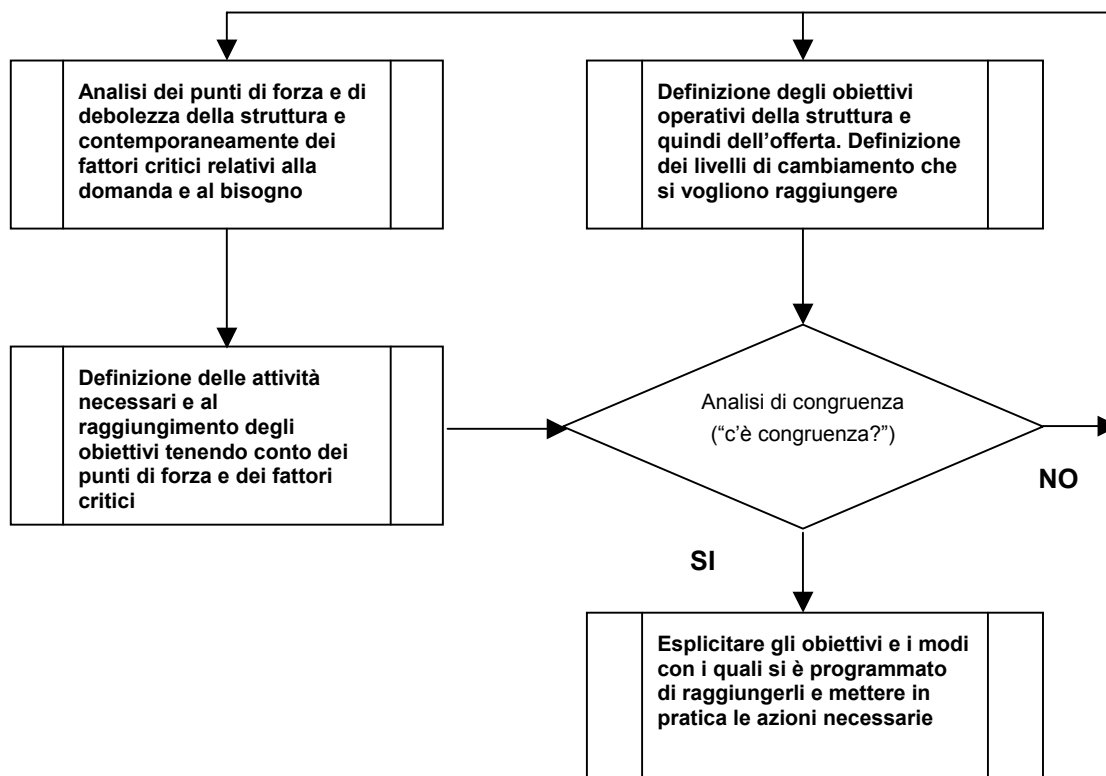 Analisi dei punti di forza e di
debolezza della struttura e
contemporaneamente dei
fattori critici relativi alla
domanda e al bisogno
Definizione degli obiettivi
operativi della struttura e
quindi dell’offerta. Definizione
dei livelli di cambiamento che
si vogliono raggiungere
Definizione delle attività
necessari e al
raggiungimento degli
obiettivi tenendo conto dei
punti di forza e dei fattori
critici
Analisi di congruenza
(“c’è congruenza?“)
NO
SI
Esplicitare gli obiettivi e i modi
con i quali si è programmato
di raggiungerli e mettere in
pratica le azioni necessarie